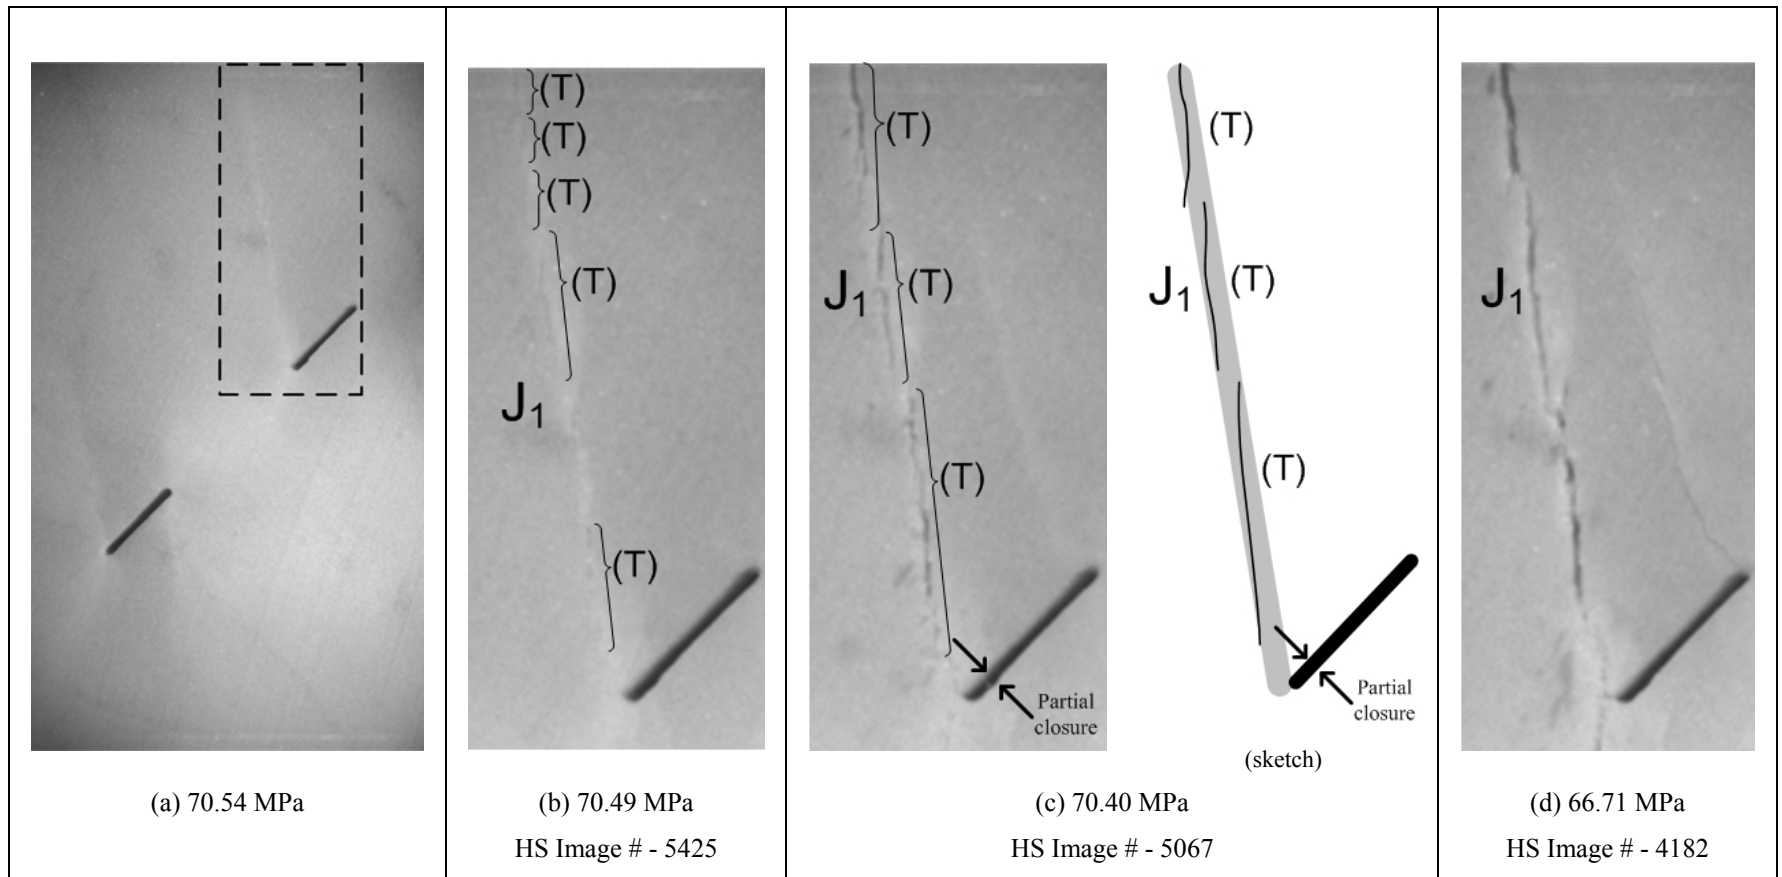 (T)
(T)
(T)
(T)
J1
(T)
(T)
J1
(T)
(T)
Partial
closure
(T)
J1
(T)
(T)
Partial
closure
(sketch)
J1
(a) 70.54 MPa
(b) 70.49 MPa
HS Image # - 5425
(c) 70.40 MPa
HS Image # - 5067
(d) 66.71 MPa
HS Image # - 4182